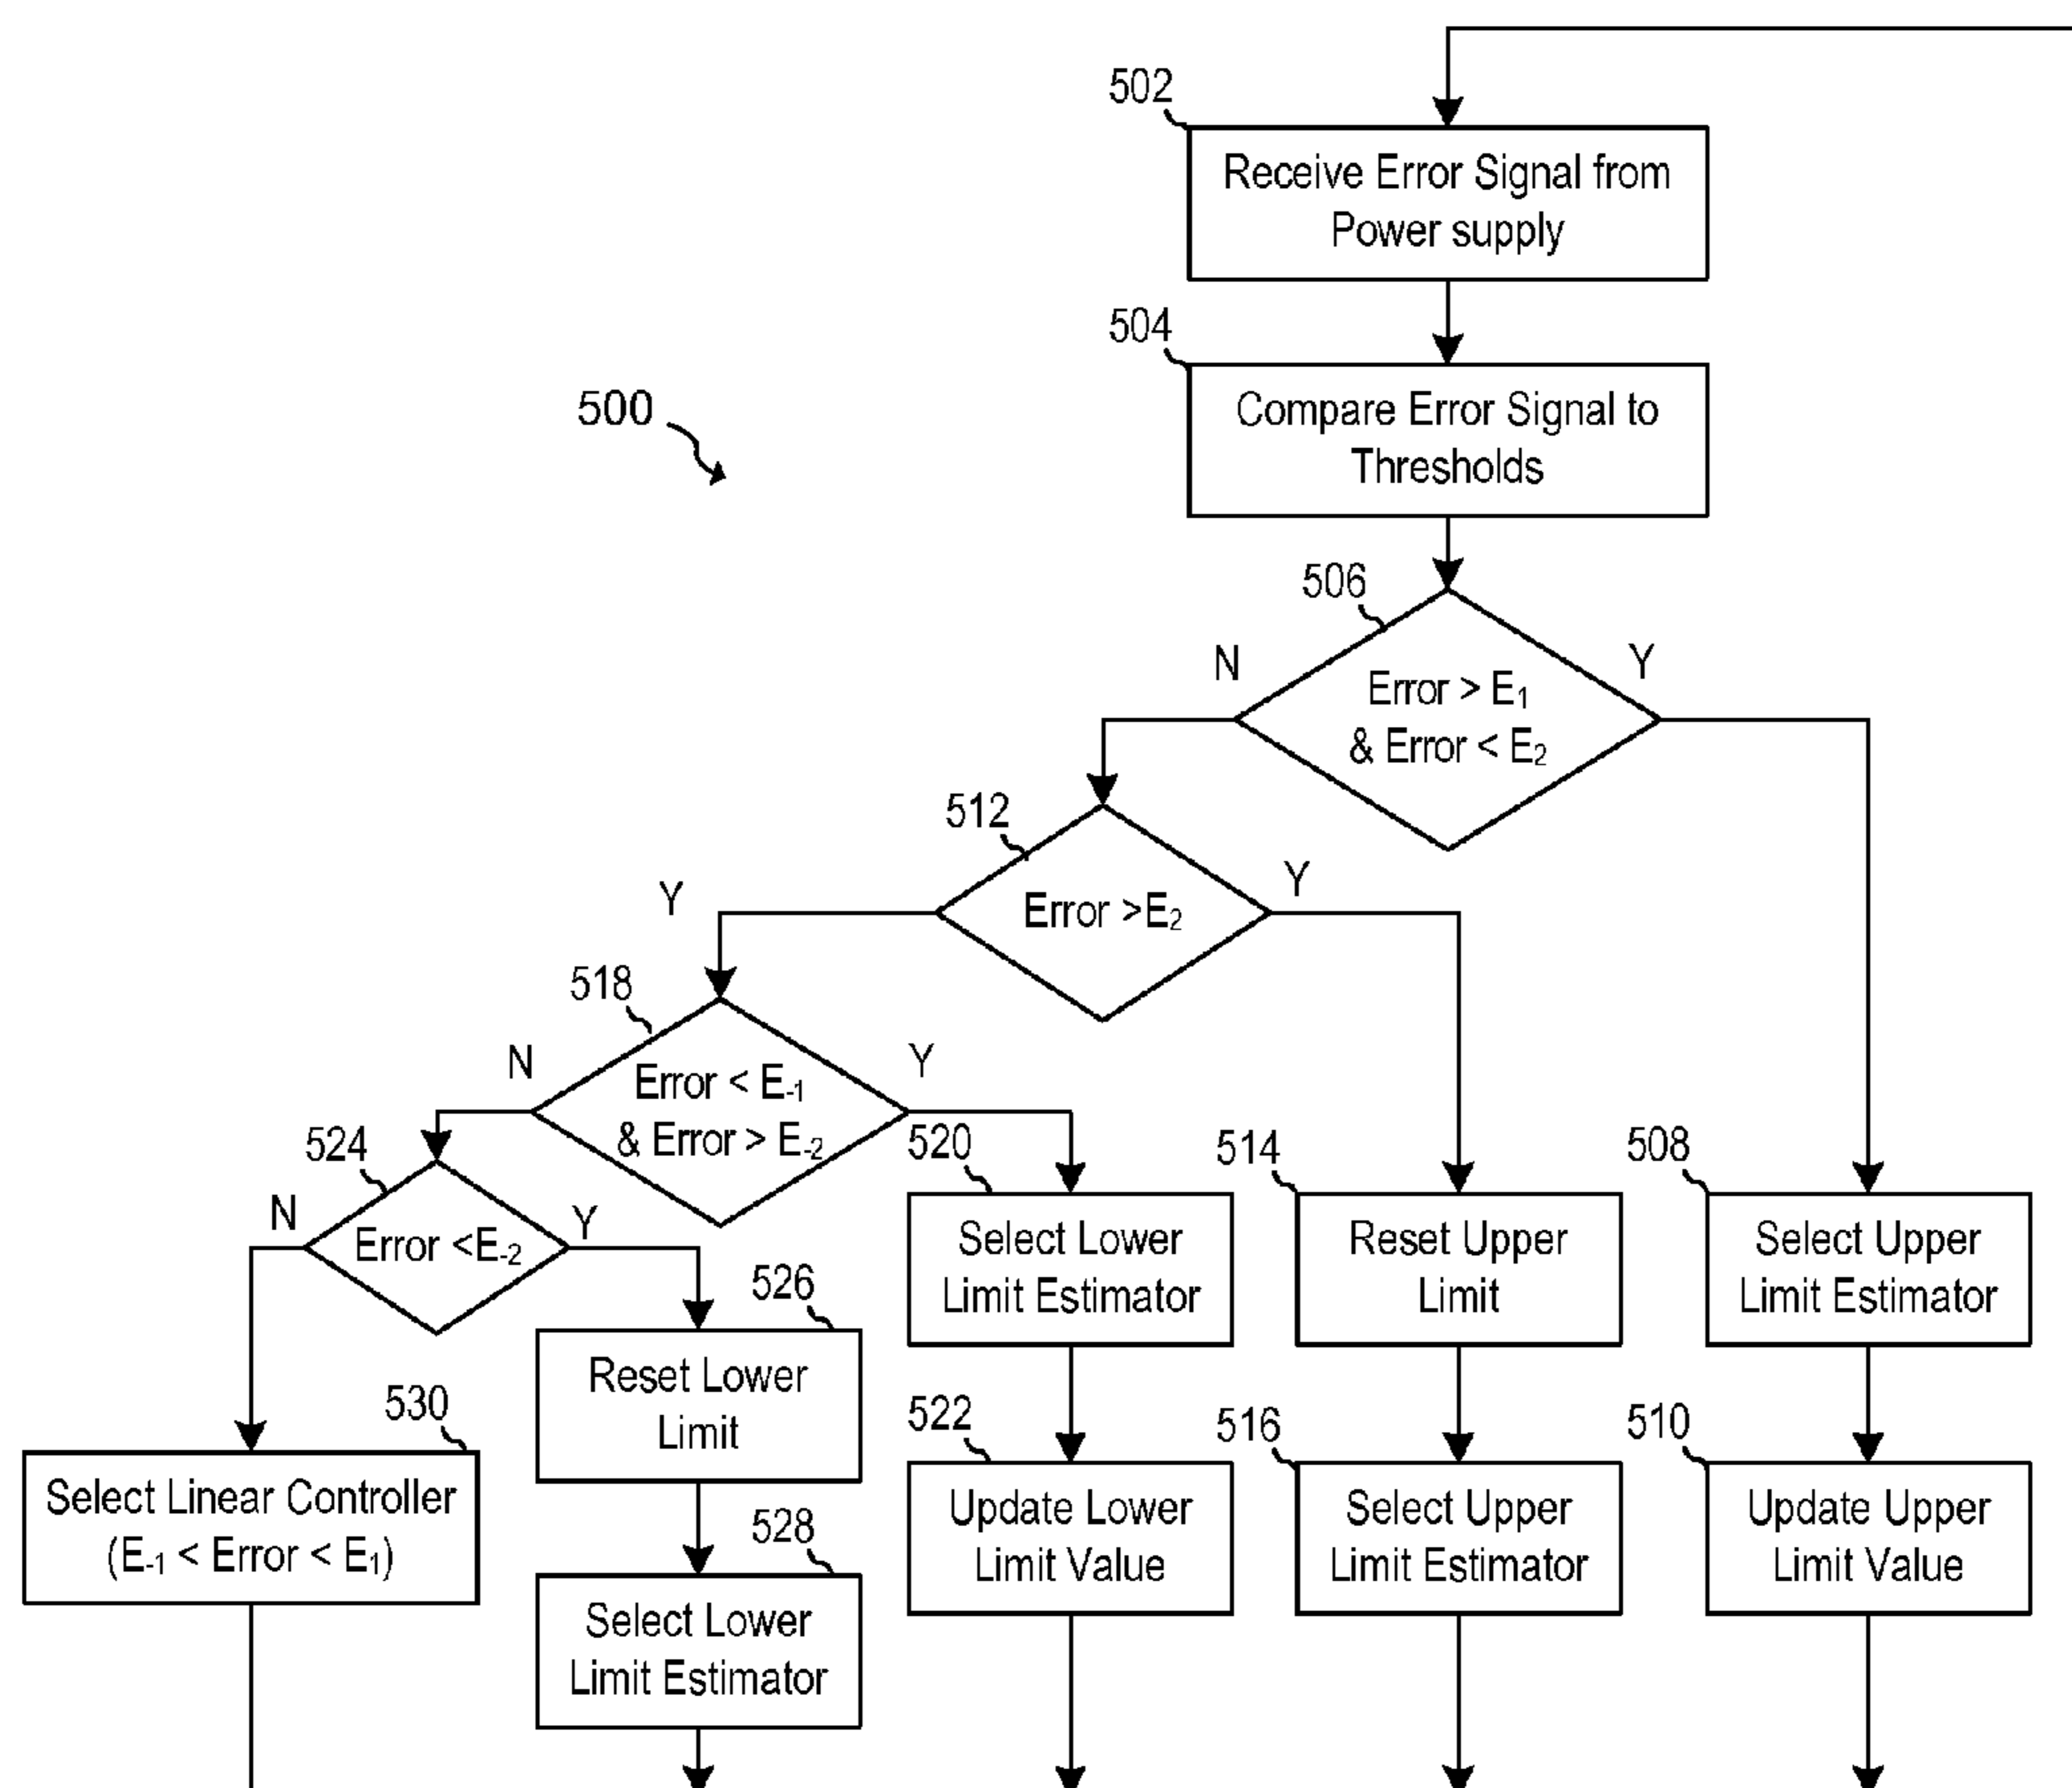 502
Receive Error Signal from
Power supply
504
Compare Error Signal to
Thresholds
500
506
N
Y
Error > E₁
& Error < E₂
512
Y
Y
Error >E₂
518
N
Y
Error < E₋₁
& Error > E₋₂
524
N
Y
Error <E₋₂
520
Select Lower
Limit Estimator
514
Reset Upper
Limit
508
Select Upper
Limit Estimator
526
Reset Lower
Limit
530
Select Linear Controller
(E₋₁ < Error < E₁)
522
Update Lower
Limit Value
516
Select Upper
Limit Estimator
510
Update Upper
Limit Value
528
Select Lower
Limit Estimator